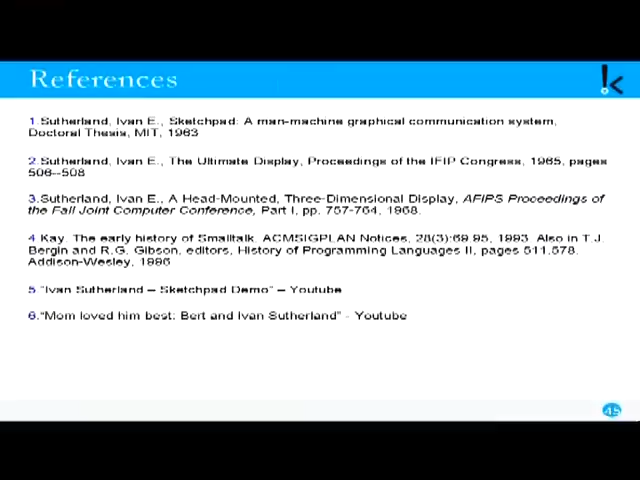 References
1.Sutherland, Ivan E., Sketchpad: A man-machine graphical communication system,
Doctoral Thesis, MIT, 1963
2.Sutherland, Ivan E., The Ultimate Display, Proceedings of the IFIP Congress, 1965, pages
506--508
3.Sutherland, Ivan E., A Head-Mounted, Three-Dimensional Display, AFIPS Proceedings of
the Fall Joint Computer Conference, Part I, pp. 757-764, 1968.
4.Kay. The early history of Smalltalk. ACMSIGPLAN Notices, 28(3):69.95, 1993. Also in T.J.
Bergin and R.G. Gibson, editors, History of Programming Languages II, pages 511.578.
Addison-Wesley, 1996
5."Ivan Sutherland – Sketchpad Demo" – Youtube
6."Mom loved him best: Bert and Ivan Sutherland" - Youtube
45